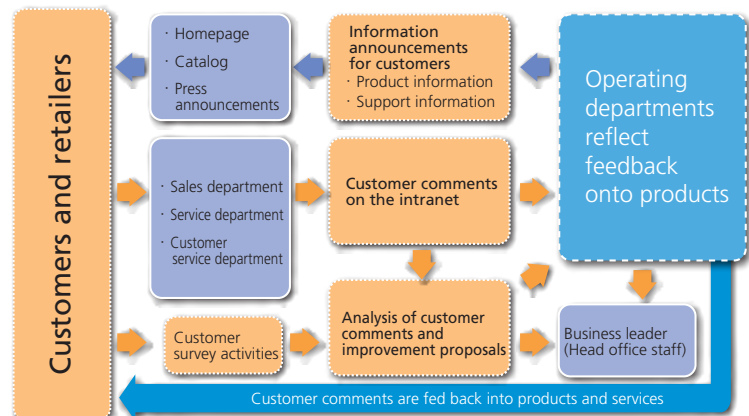 Customers and retailers
· Homepage
· Catalog
· Press
announcements
Information
announcements
for customers
· Product information
· Support information
Operating
departments
reflect
feedback
onto products
· Sales department
· Service department
· Customer
service department
Customer comments
on the intranet
Customer
survey activities
Analysis of customer
comments and
improvement proposals
Business leader
(Head office staff)
Customer comments are fed back into products and services